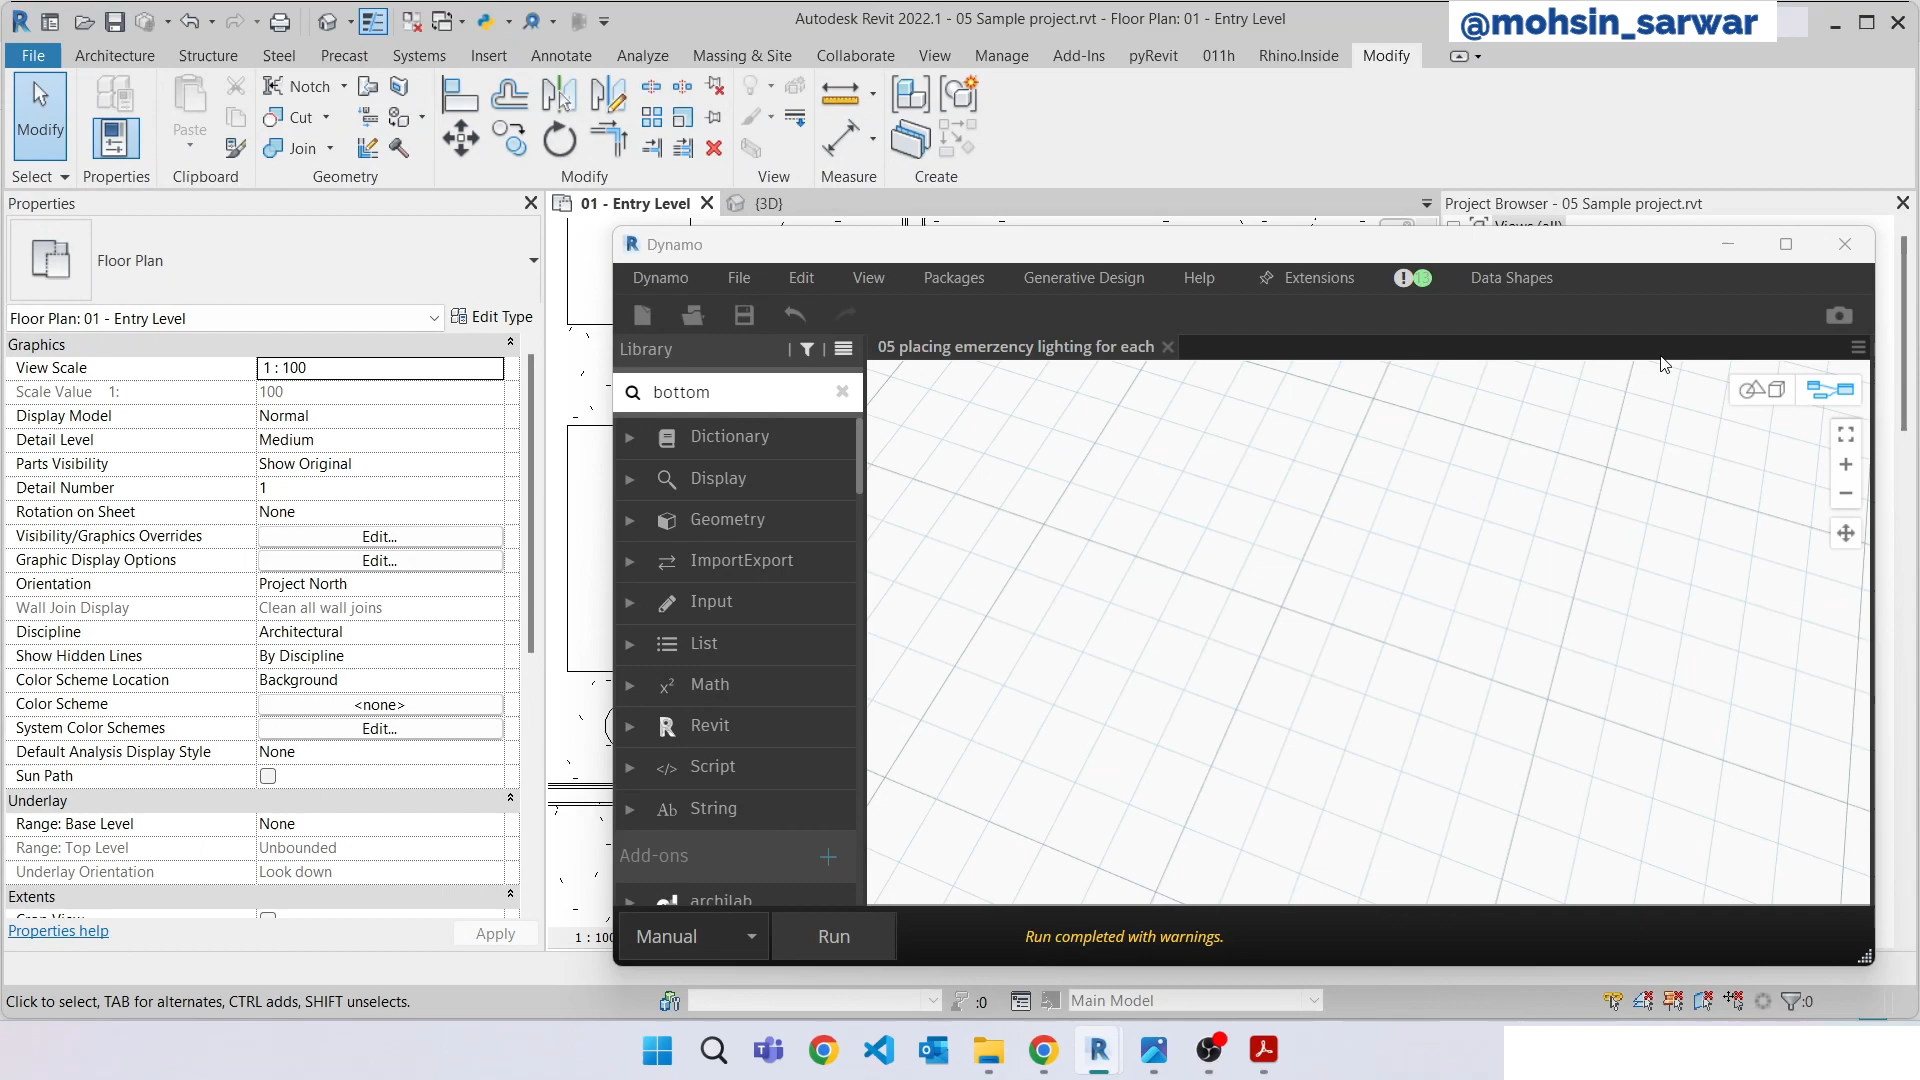 Autodesk Revit 2022.1 - 05 Sample project.rvt - Floor Plan: 01 - Entry Level
@mohsin_sarwar
File Architecture Structure Steel Precast Systems Insert Annotate Analyze Massing & Site Collaborate View Manage Add-Ins pyRevit 011h Rhino.Inside Modify
Modify
Paste
Notch
Cut
Join
Select Properties Clipboard Geometry Modify View Measure Create
Properties
01 - Entry Level
{3D}
Project Browser - 05 Sample project.rvt
Views (all)
Floor Plan
Floor Plan: 01 - Entry Level
Edit Type
Graphics
View Scale 1 : 100
Scale Value 1: 100
Display Model Normal
Detail Level Medium
Parts Visibility Show Original
Detail Number 1
Rotation on Sheet None
Visibility/Graphics Overrides Edit...
Graphic Display Options Edit...
Orientation Project North
Wall Join Display Clean all wall joins
Discipline Architectural
Show Hidden Lines By Discipline
Color Scheme Location Background
Color Scheme <none>
System Color Schemes Edit...
Default Analysis Display Style None
Sun Path
Underlay
Range: Base Level None
Range: Top Level Unbounded
Underlay Orientation Look down
Extents
Crop View
Properties help
Apply
1 : 100
Dynamo
Dynamo File Edit View Packages Generative Design Help Extensions 13 Data Shapes
Library
05 placing emerzency lighting for each
bottom
Dictionary
Display
Geometry
ImportExport
Input
List
Math
Revit
Script
Ab String
Add-ons
archilab
Manual
Run
Run completed with warnings.
Click to select, TAB for alternates, CTRL adds, SHIFT unselects.
:0
Main Model
:0